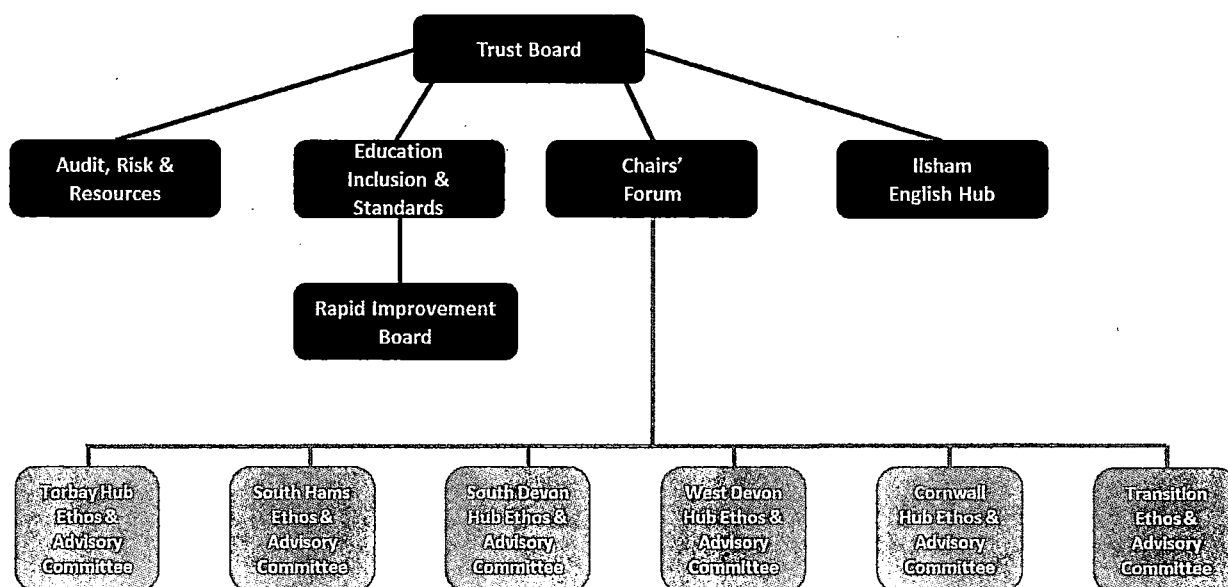 Trust Board
Audit, Risk &
Resources
Education
Inclusion &
Standards
Chairs'
Forum
Ilsham
English Hub
Rapid Improvement
Board
Torbay Hub
Ethos &
Advisory
Committee
South Hams
Ethos &
Advisory
Committee
South Devon
Hub Ethos &
Advisory
Committee
West Devon
Hub Ethos &
Advisory
Committee
Cornwall
Hub Ethos &
Advisory
Committee
Transition
Ethos &
Advisory
Committee